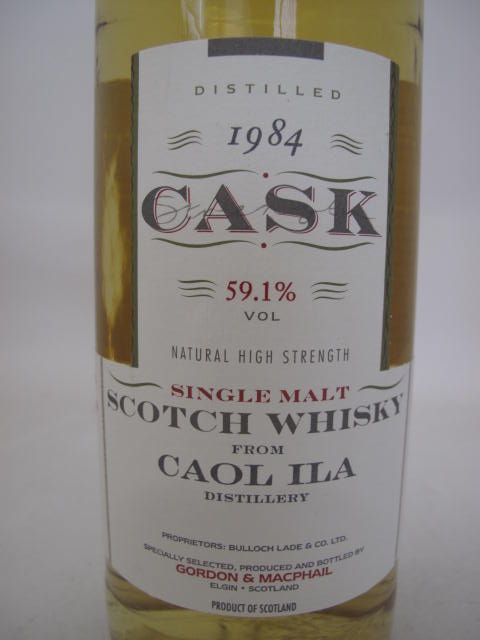 DISTILLED
1984
CASK
59.1%
VOL
NATURAL HIGH STRENGTH
SINGLE MALT
SCOTCH WHISKY
FROM
CAOL ILA
DISTILLERY
PROPRIETORS: BULLOCH LADE & CO. LTD.
SPECIALLY SELECTED, PRODUCED AND BOTTLED BY
GORDON & MACPHAIL
ELGIN • SCOTLAND
PRODUCT OF SCOTLAND